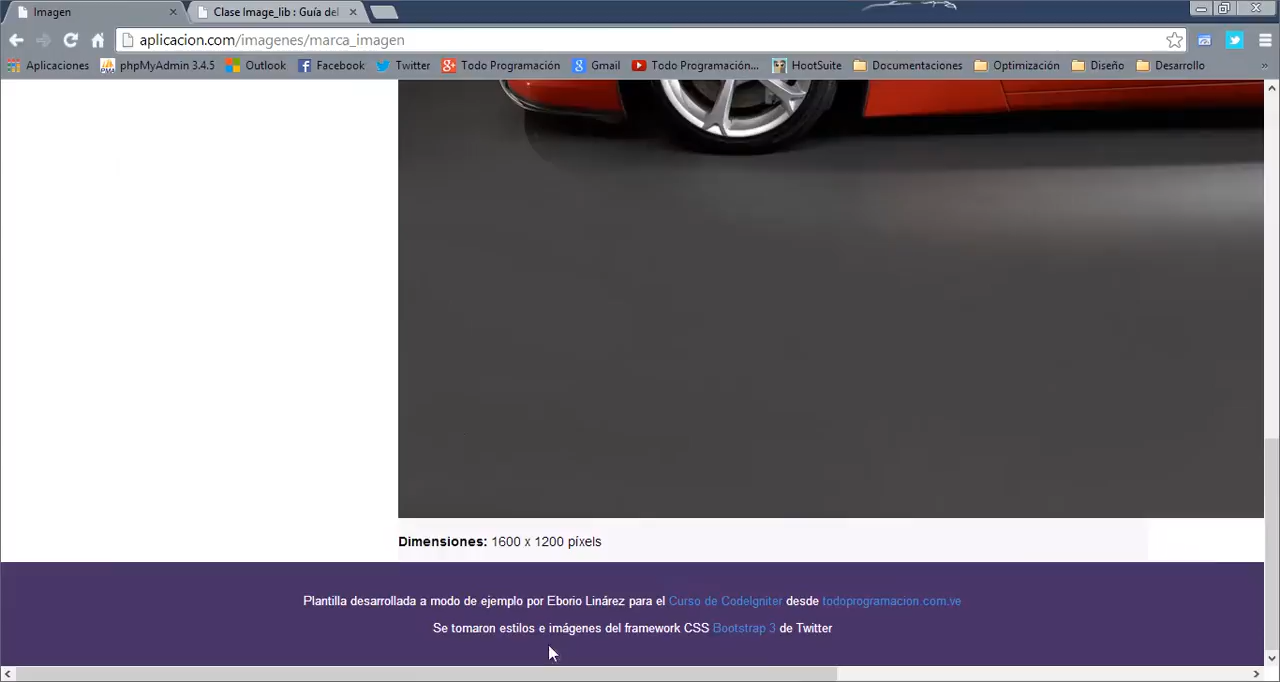 Imagen
Clase Image_lib : Guía del
aplicacion.com/imagenes/marca_imagen
Aplicaciones phpMyAdmin 3.4.5 Outlook Facebook Twitter Todo Programación Gmail Todo Programación... HootSuite Documentaciones Optimización Diseño Desarrollo »
Dimensiones: 1600 x 1200 píxels
Plantilla desarrollada a modo de ejemplo por Eborio Linárez para el Curso de CodeIgniter desde todoprogramacion.com.ve
Se tomaron estilos e imágenes del framework CSS Bootstrap 3 de Twitter